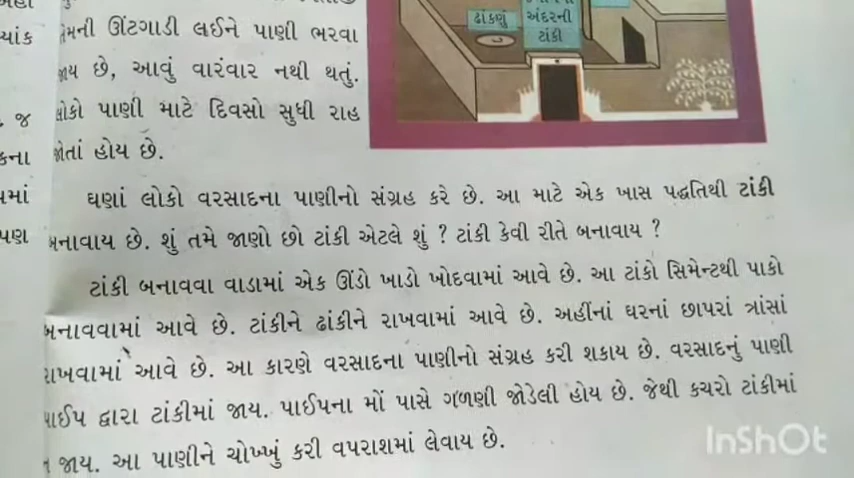 ઢાંકણુ
અંદરની
ટાંકી
ચાંક
ઊંટગાડી લઈને પાણી ભરવા
છે, આવું વારંવાર નથી થતું.
જ
પાણી માટે દિવસો સુધી રાહ
હોય છે.
ઘણાં લોકો વરસાદના પાણીનો સંગ્રહ કરે છે. આ માટે એક ખાસ પદ્ધતિથી ટાંકી
પણ
બનાવાય છે. શું તમે જાણો છો ટાંકી એટલે શું ? ટાંકી કેવી રીતે બનાવાય ?
ટાંકી બનાવવા વાડામાં એક ઊંડો ખાડો ખોદવામાં આવે છે. આ ટાંકો સિમેન્ટથી પાકો
બનાવવામાં આવે છે. ટાંકીને ઢાંકીને રાખવામાં આવે છે. અહીંનાં ઘરનાં છાપરાં ત્રાંસાં
રાખવામાં આવે છે. આ કારણે વરસાદના પાણીનો સંગ્રહ કરી શકાય છે. વરસાદનું પાણી
પાઈપ દ્વારા ટાંકીમાં જાય. પાઈપના મોં પાસે ગળણી જોડેલી હોય છે. જેથી કચરો ટાંકીમાં
ન જાય. આ પાણીને ચોખ્ખું કરી વપરાશમાં લેવાય છે.
InShOt